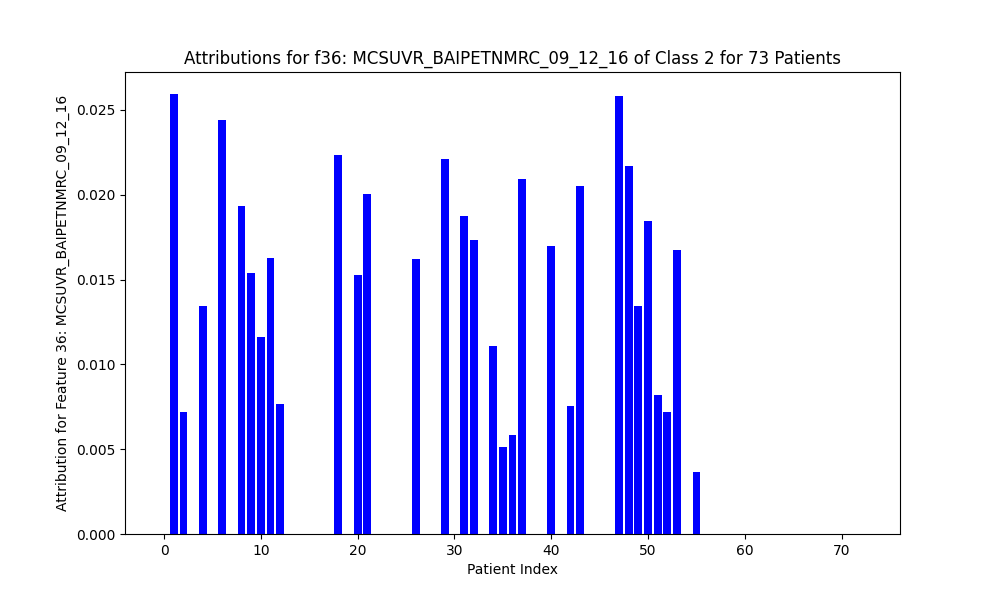 Attributions for f36: MCSUVR_BAIPETNMRC_09_12_16 of Class 2 for 73 Patients
Attribution for Feature 36: MCSUVR_BAIPETNMRC_09_12_16
0.025
0.020
0.015
0.010
0.005
0.000
0 10 20 30 40 50 60 70
Patient Index